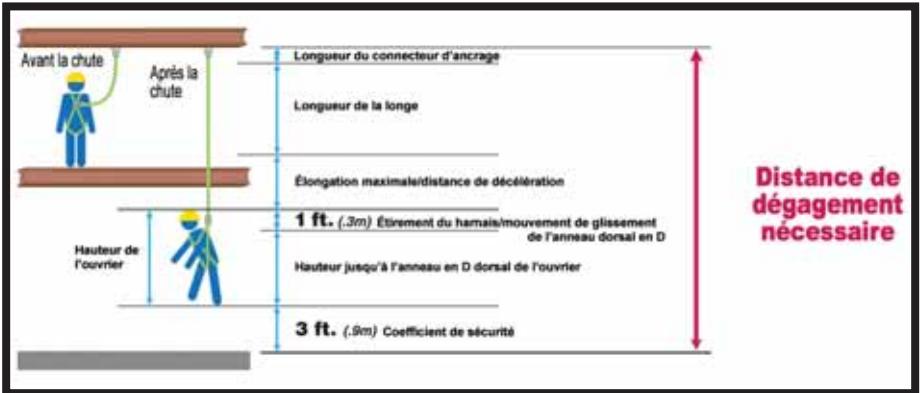 Avant la chute
Après la
chute
Longueur du connecteur d'ancrage
Longueur de la longe
Élongation maximale/distance de décélération
1 ft. (.3m) Étirement du harnais/mouvement de glissement
de l'anneau dorsal en D
Hauteur de
l'ouvrier
Hauteur jusqu'à l'anneau en D dorsal de l'ouvrier
3 ft. (.9m) Coefficient de sécurité
Distance de
dégagement
nécessaire